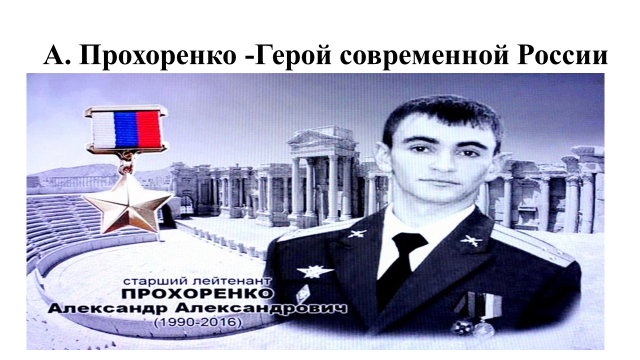 А. Прохоренко -Герой современной России
старший лейтенант
ПРОХОРЕНКО
Александр Александрович
(1990-2016)